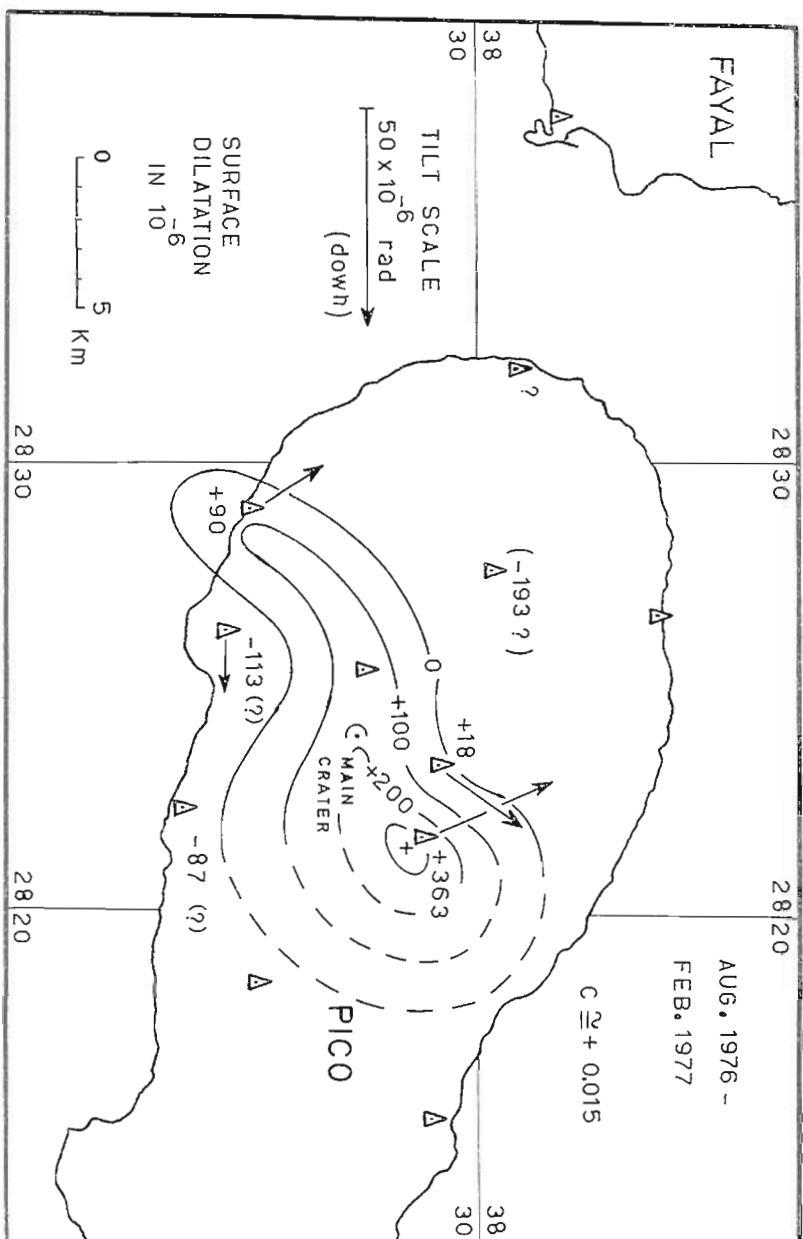 FAYAL
38
30
TILT SCALE
50 x 10⁻⁶ rad
(down)
SURFACE
DILATATION
IN 10⁻⁶
0 5
Km
?
28 30
28 30
(-193 ?)
+90
0
-113 (?)
+18
+100
+200
MAIN
CRATER
+
+363
-87 (?)
28 20
28 20
AUG. 1976 -
FEB. 1977
C ≅ + 0.015
PICO
38
30